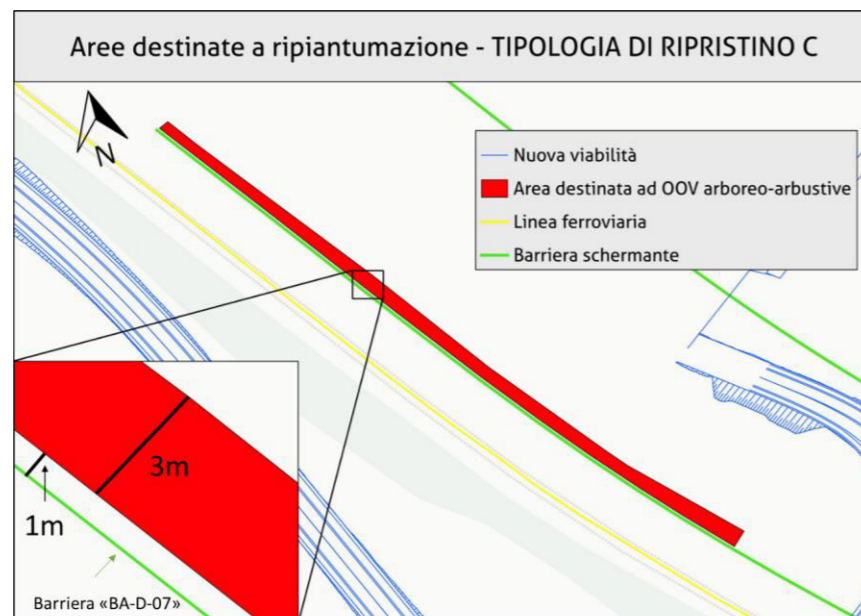 Aree destinate a ripiantumazione - TIPOLOGIA DI RIPRISTINO C
N
Nuova viabilità
Area destinata ad OOV arboreo-arbustive
Linea ferroviaria
Barriera schermante
3m
1m
Barriera «BA-D-07»